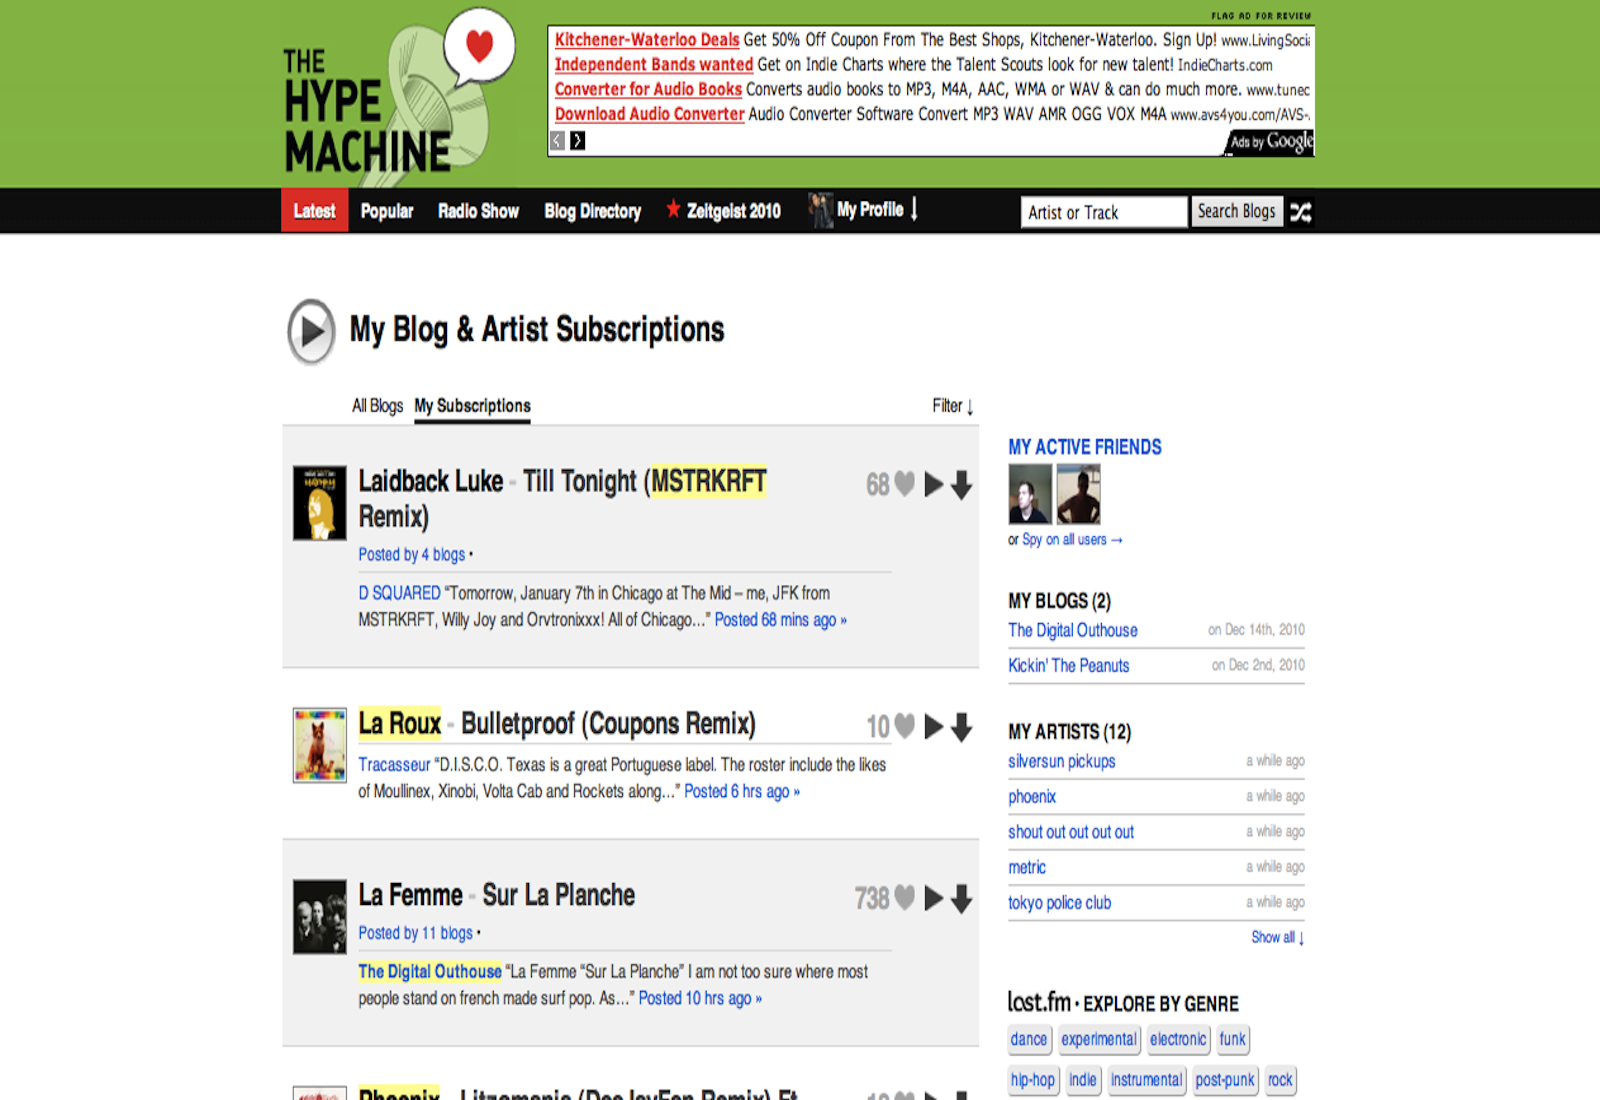 FLAG AD FOR REVIEW
THE
HYPE
MACHINE
Kitchener-Waterloo Deals Get 50% Off Coupon From The Best Shops, Kitchener-Waterloo. Sign Up! www.LivingSoci
Independent Bands wanted Get on Indie Charts where the Talent Scouts look for new talent! IndieCharts.com
Converter for Audio Books Converts audio books to MP3, M4A, AAC, WMA or WAV & can do much more. www.tunec
Download Audio Converter Audio Converter Software Convert MP3 WAV AMR OGG VOX M4A www.avs4you.com/AVS-
Ads by Google
Latest Popular Radio Show Blog Directory Zeitgeist 2010 My Profile ↓ Artist or Track Search Blogs
My Blog & Artist Subscriptions
All Blogs My Subscriptions Filter ↓
Laidback Luke - Till Tonight (MSTRKRFT 68
Remix)
Posted by 4 blogs •
D SQUARED “Tomorrow, January 7th in Chicago at The Mid – me, JFK from
MSTRKRFT, Willy Joy and Orvtronixxx! All of Chicago...” Posted 68 mins ago »
La Roux - Bulletproof (Coupons Remix) 10
Tracasseur “D.I.S.C.O. Texas is a great Portuguese label. The roster include the likes
of Moullinex, Xinobi, Volta Cab and Rockets along...” Posted 6 hrs ago »
La Femme - Sur La Planche 738
Posted by 11 blogs •
The Digital Outhouse “La Femme “Sur La Planche” I am not too sure where most
people stand on french made surf pop. As...” Posted 10 hrs ago »
Phoenix - Litzomania (DeeJayFan Remix) Ft
MY ACTIVE FRIENDS
or Spy on all users →
MY BLOGS (2)
The Digital Outhouse on Dec 14th, 2010
Kickin' The Peanuts on Dec 2nd, 2010
MY ARTISTS (12)
silversun pickups a while ago
phoenix a while ago
shout out out out out a while ago
metric a while ago
tokyo police club a while ago
Show all ↓
last.fm • EXPLORE BY GENRE
dance experimental electronic funk
hip-hop indie instrumental post-punk rock